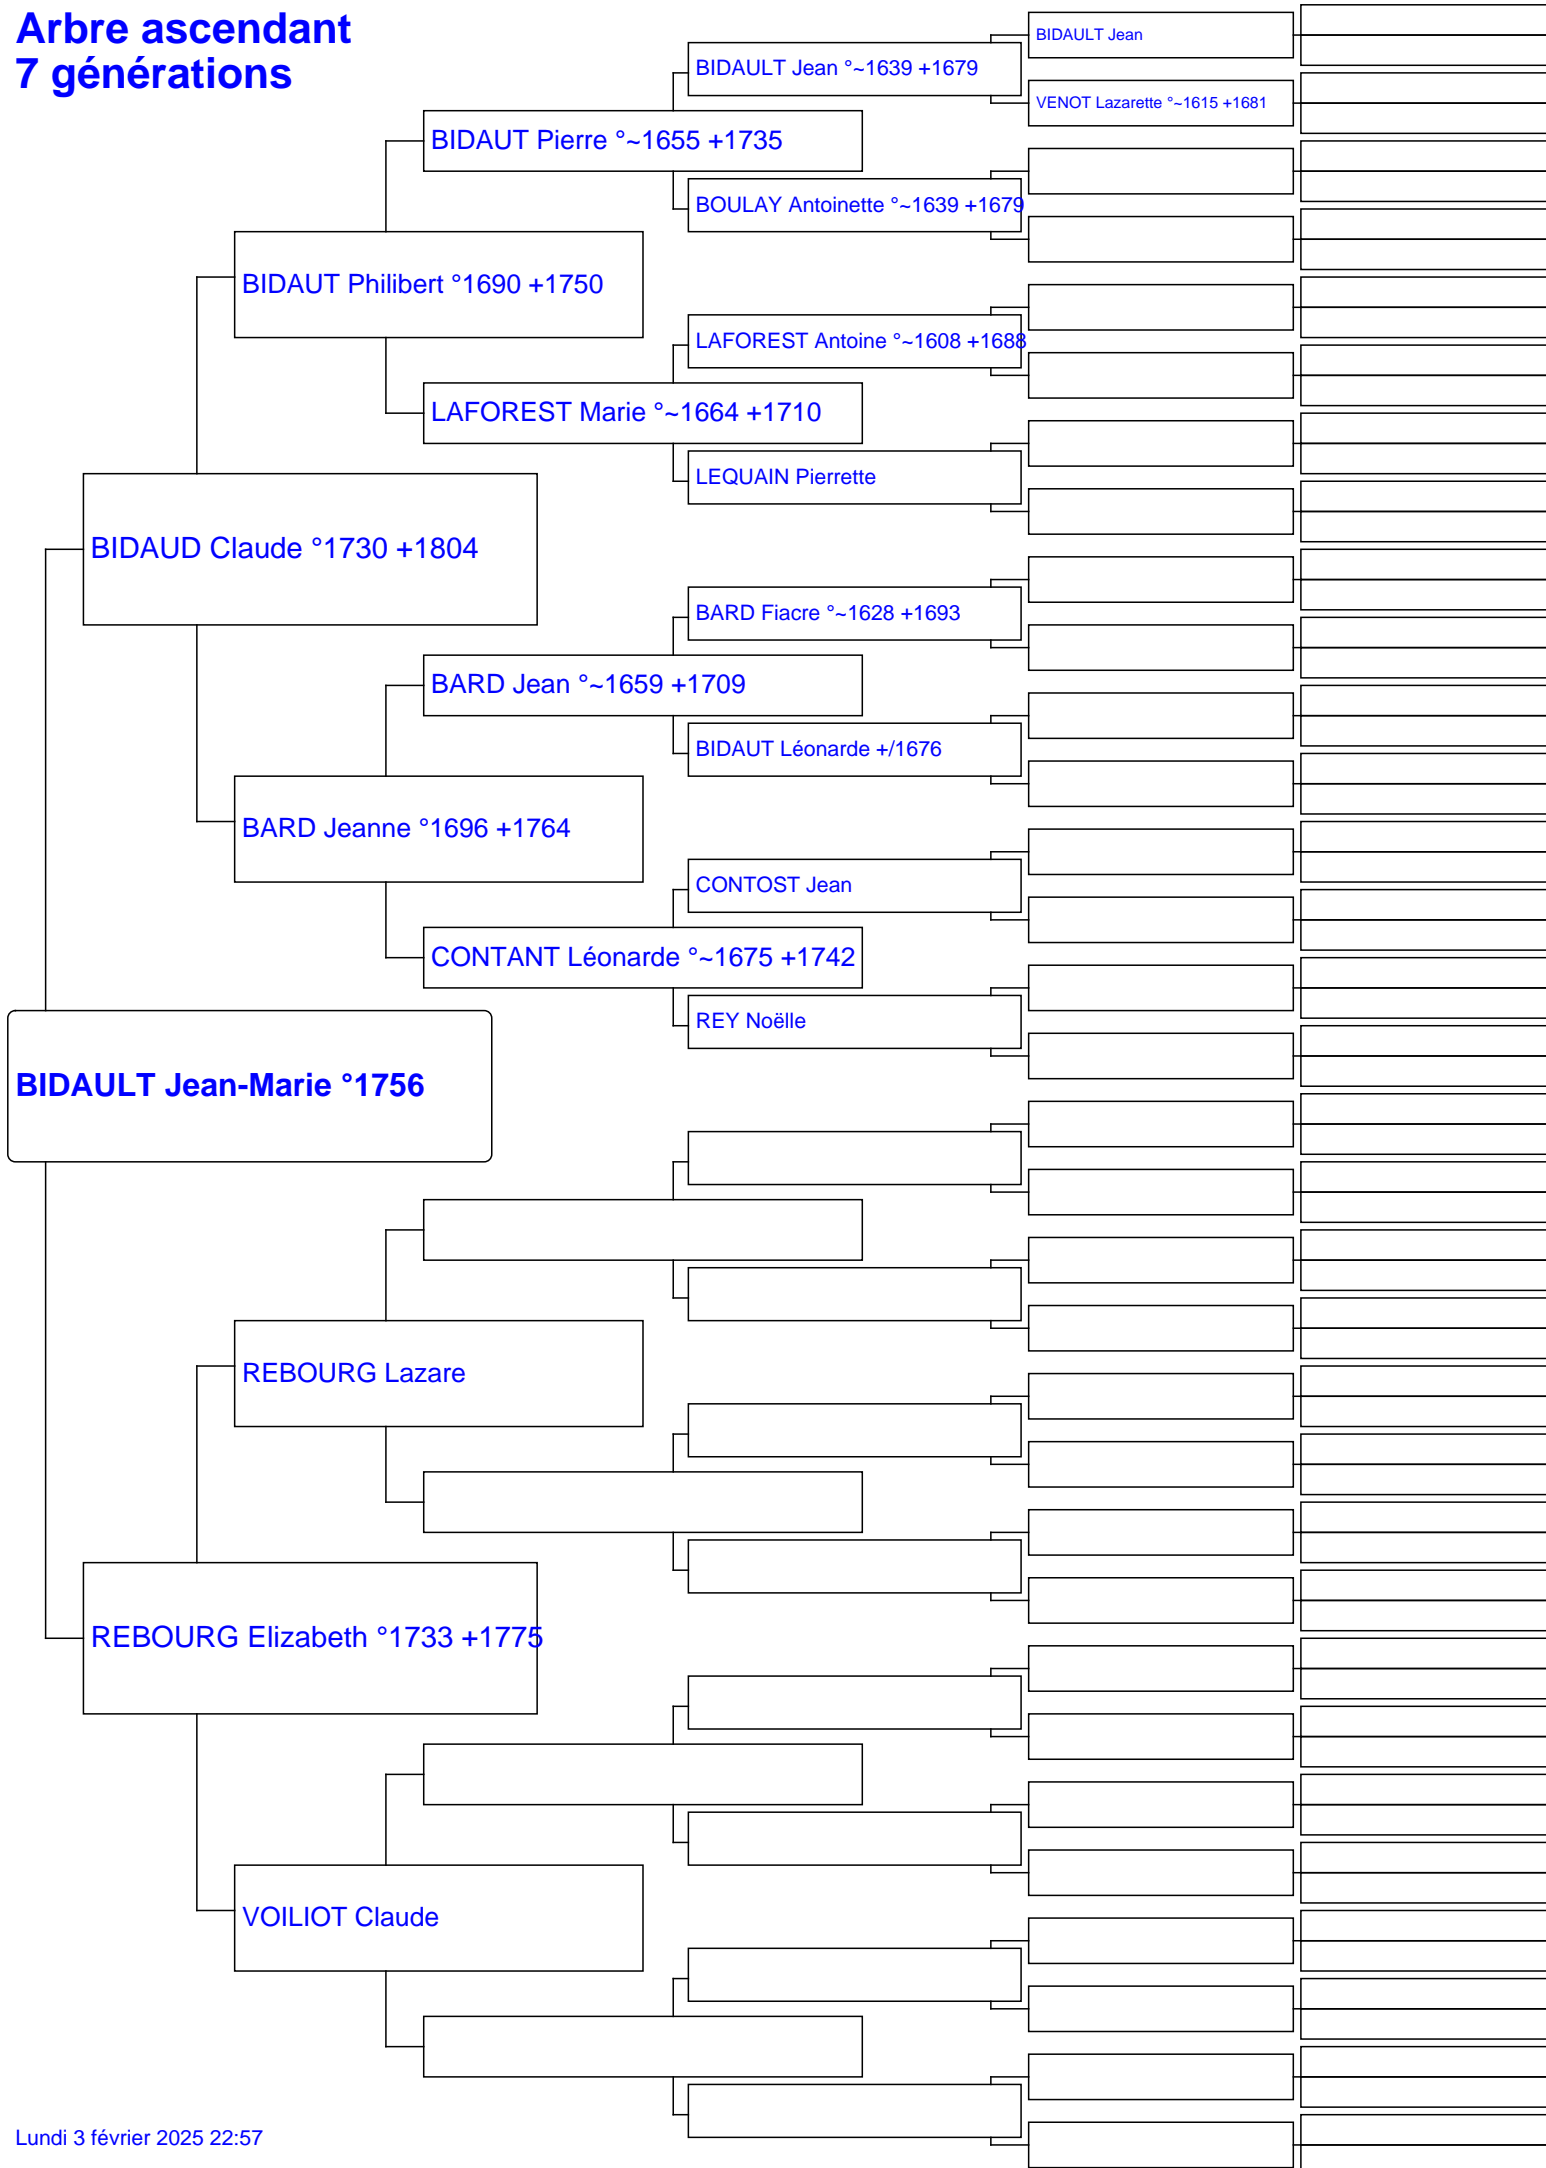 Arbre ascendant
7 générations
BIDAULT Jean
BIDAULT Jean °~1639 +1679
VENOT Lazarette °~1615 +1681
BIDAUT Pierre °~1655 +1735
BOULAY Antoinette °~1639 +1679
BIDAUT Philibert °1690 +1750
LAFOREST Antoine °~1608 +1688
LAFOREST Marie °~1664 +1710
LEQUAIN Pierrette
BIDAUD Claude °1730 +1804
BARD Fiacre °~1628 +1693
BARD Jean °~1659 +1709
BIDAUT Léonarde +/1676
BARD Jeanne °1696 +1764
CONTOST Jean
CONTANT Léonarde °~1675 +1742
REY Noëlle
BIDAULT Jean-Marie °1756
REBOURG Lazare
REBOURG Elizabeth °1733 +1775
VOILIOT Claude
Lundi 3 février 2025 22:57